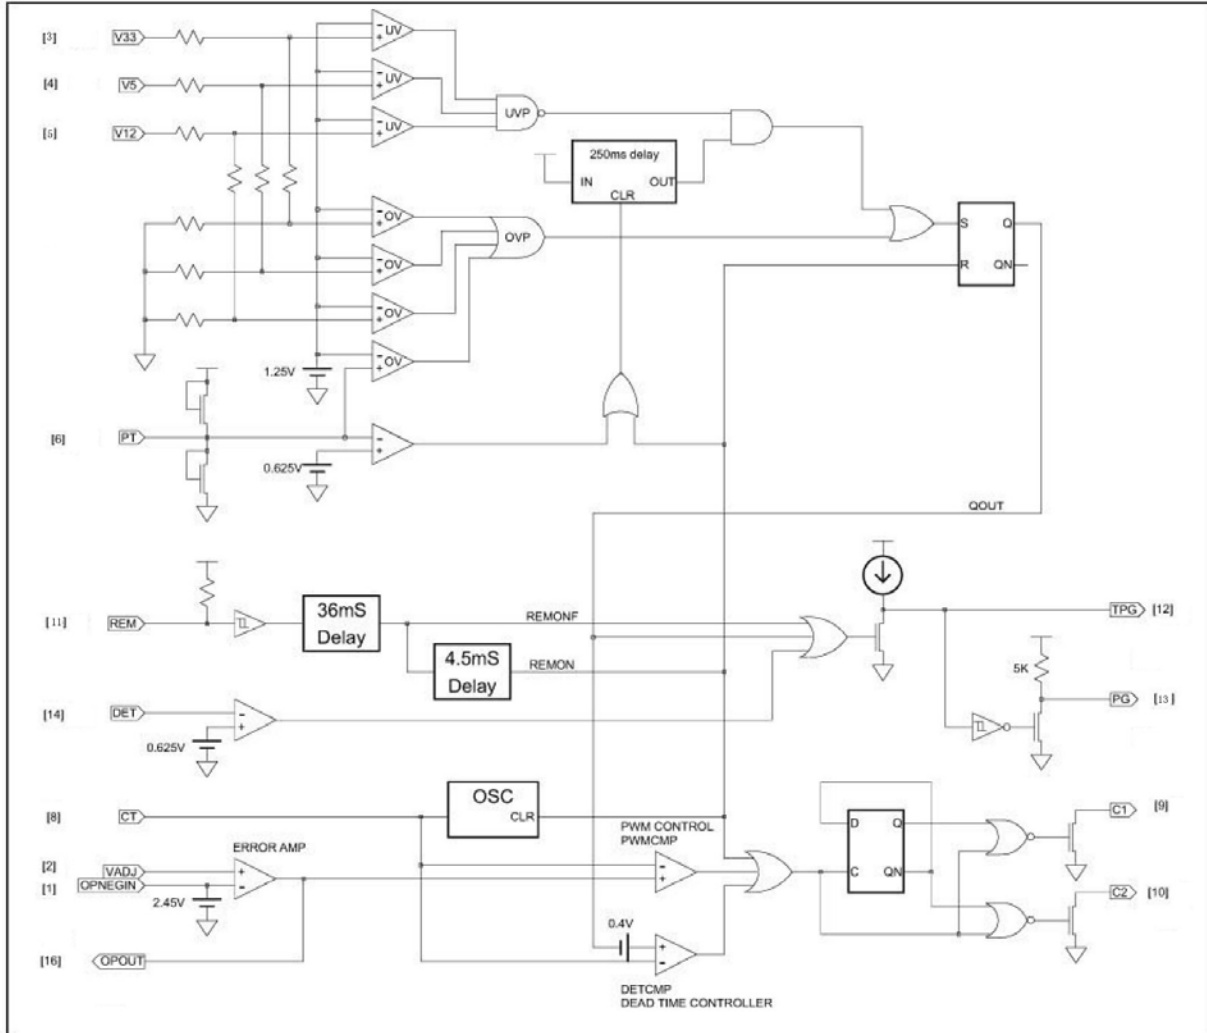 [3] V33
UV
[4] V5
UV
UVP
[5] V12
UV
250ms delay
IN OUT
CLR
OV
OVP
S Q
OV
R QN
OV
OV
1.25V
[6] PT
0.625V
QOUT
[11] REM
36mS
Delay
REMONF
TPG [12]
4.5mS
Delay
REMON
5K
PG [13]
[14] DET
0.625V
OSC
CLR
[8] CT
PWM CONTROL
PWMCMP
D Q
C QN
C1 [9]
ERROR AMP
[2] VADJ
[1] OPNEGIN
2.45V
C2 [10]
0.4V
[16] OPOUT
DETCMP
DEAD TIME CONTROLLER